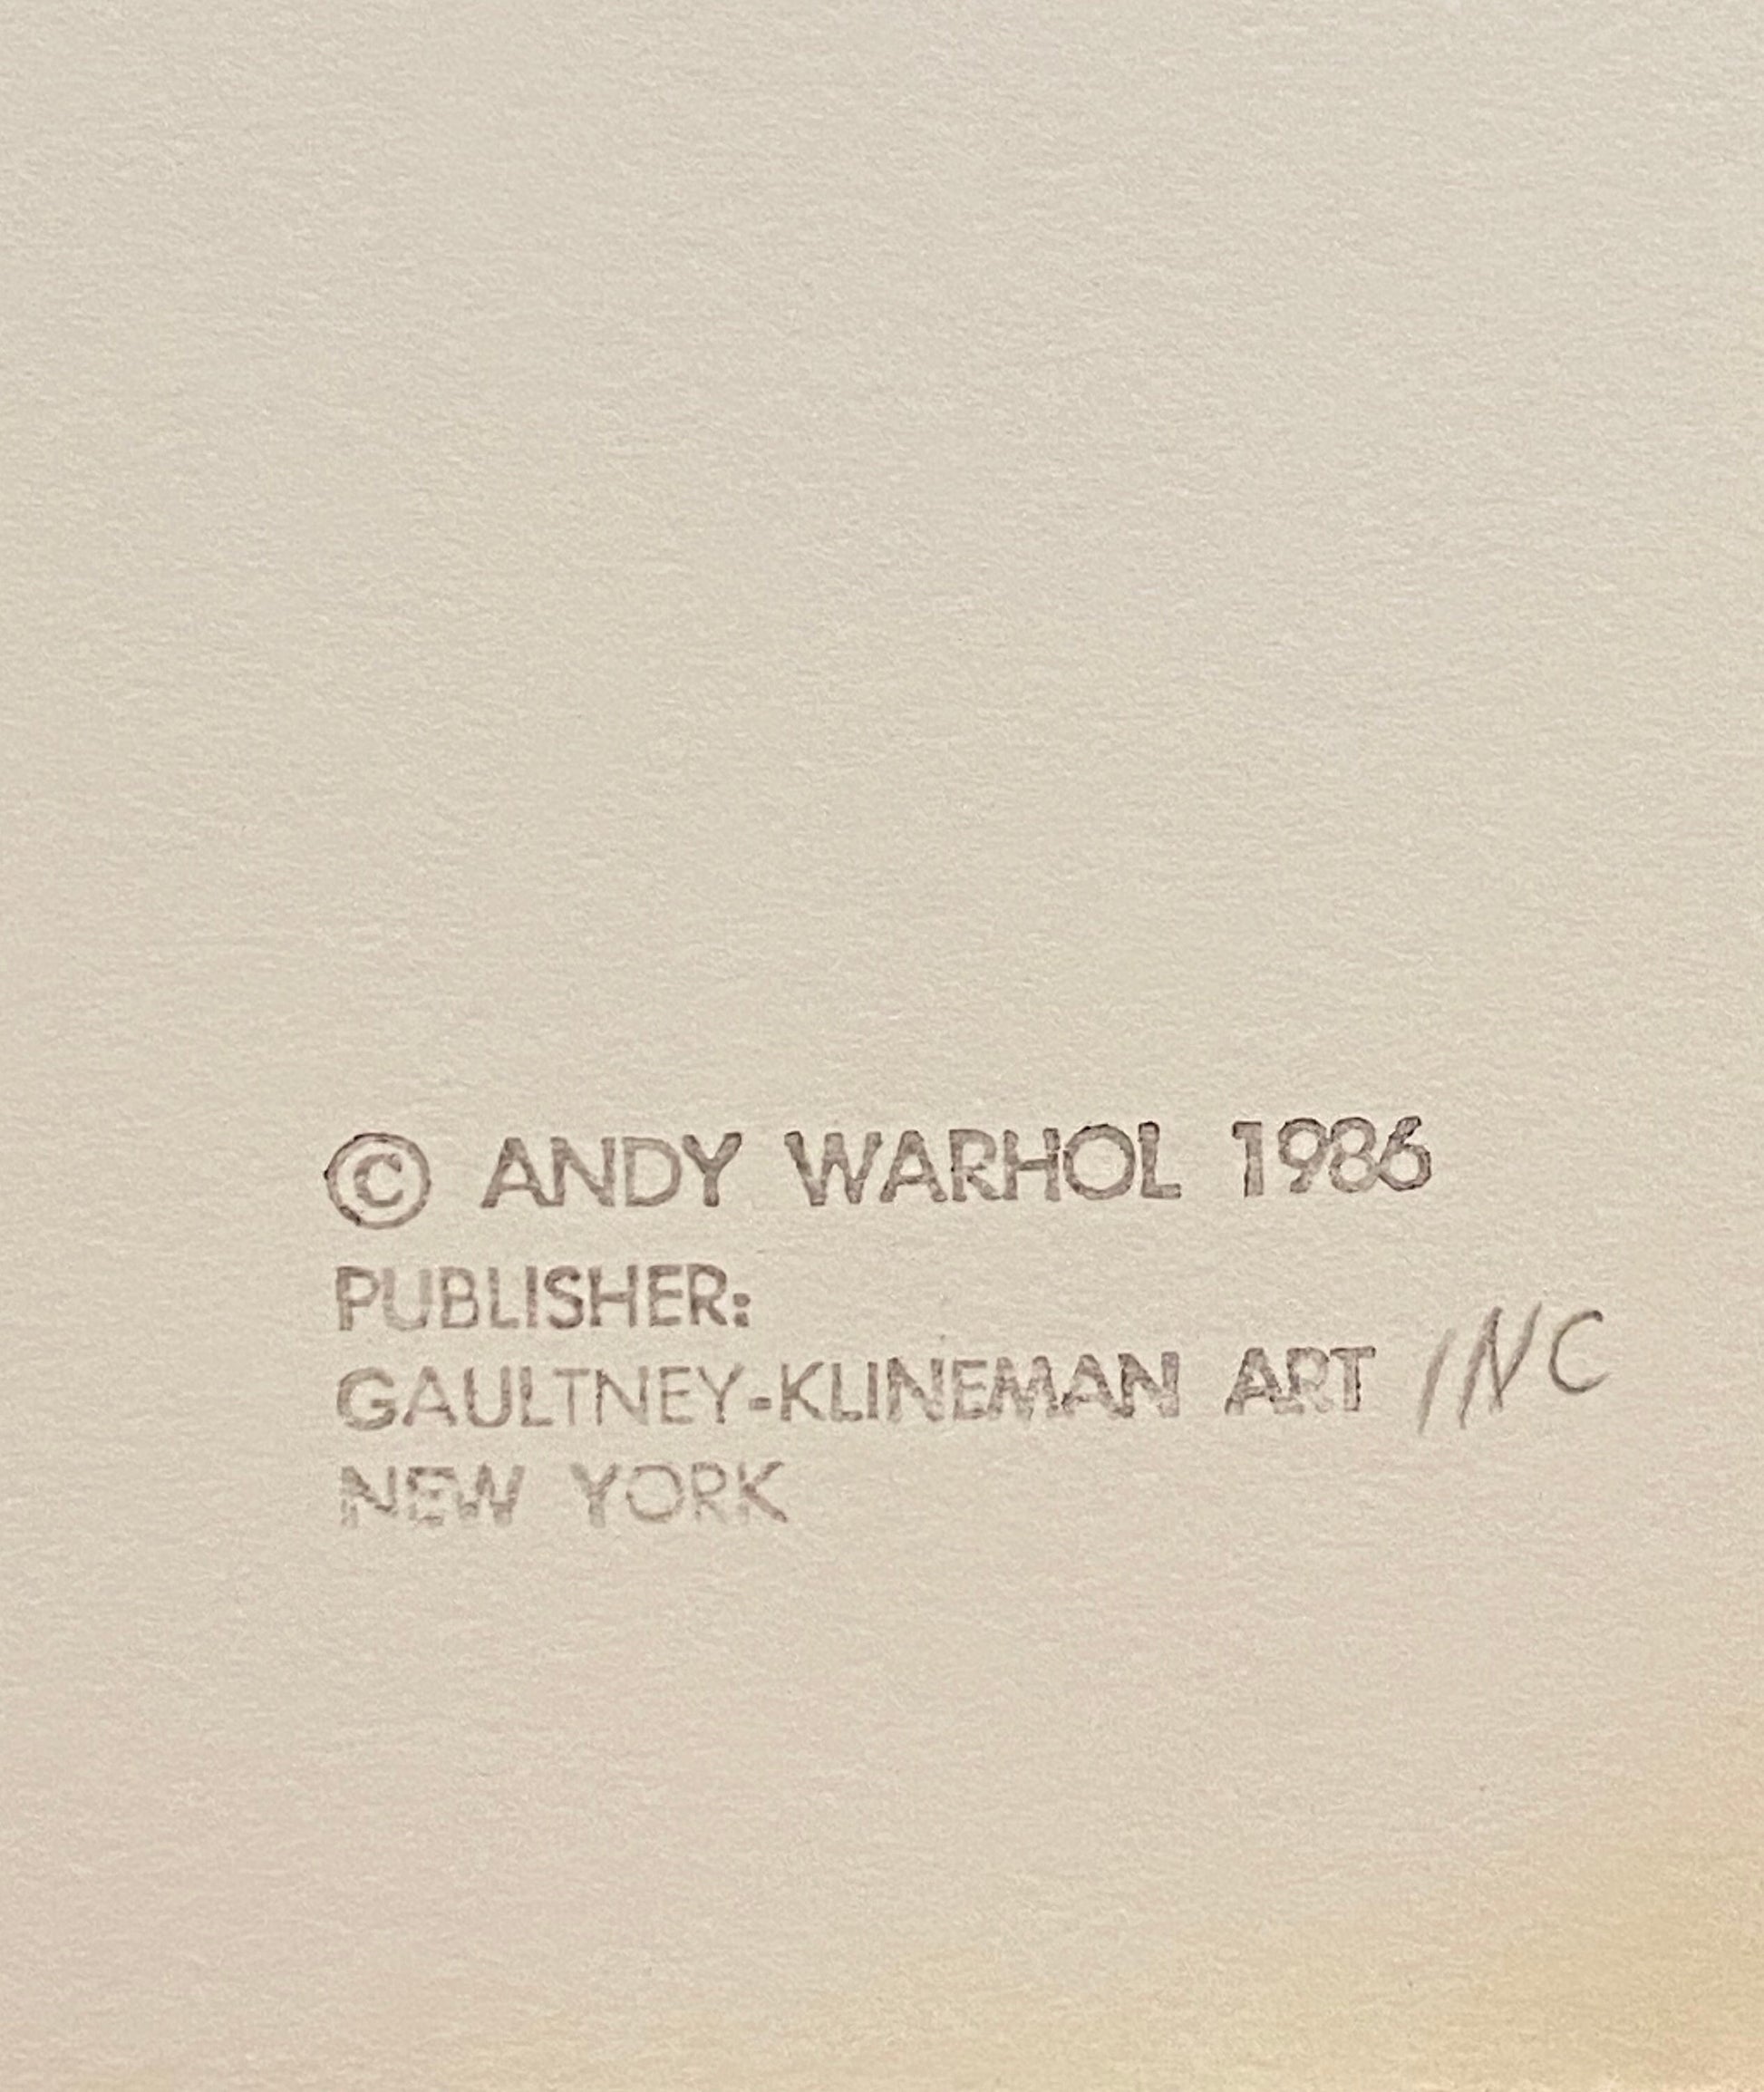 © ANDY WARHOL 1986
PUBLISHER:
GAULTNEY-KLINEMAN ART INC
NEW YORK